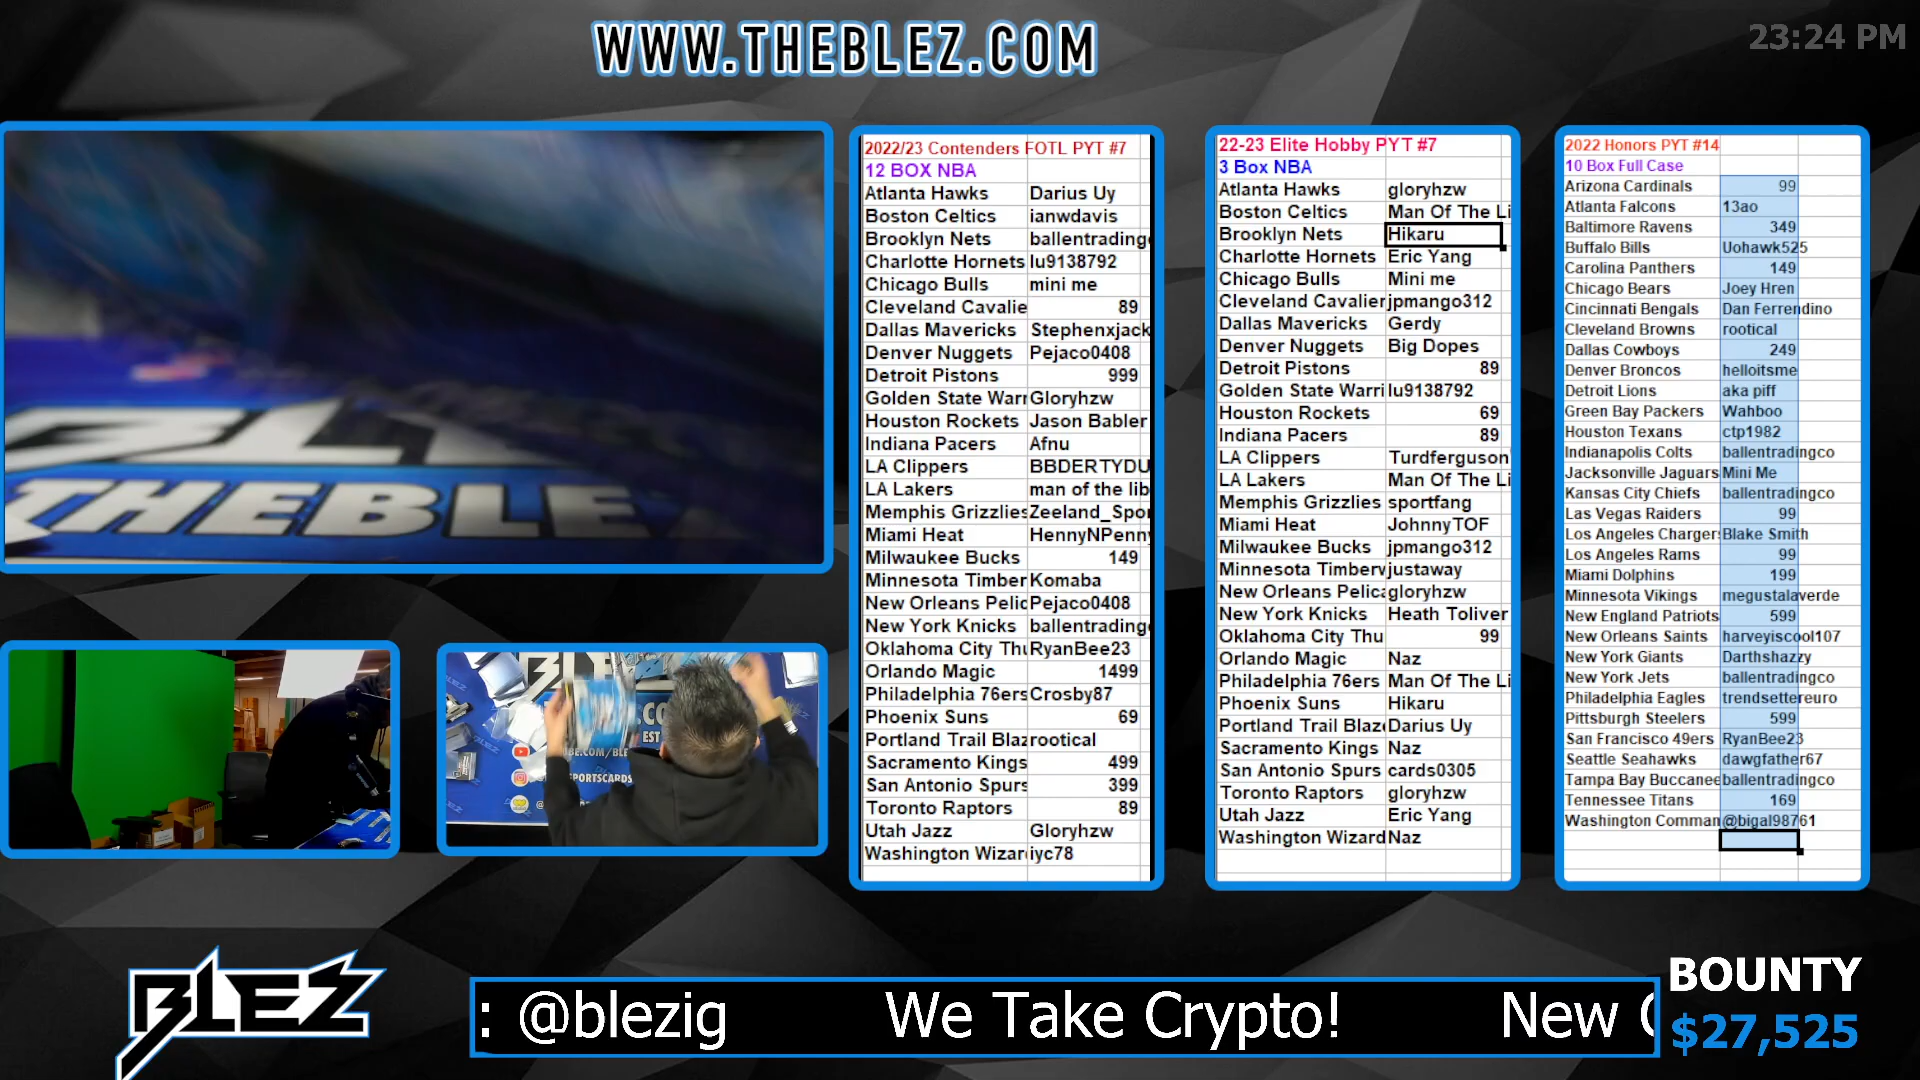 WWW.THEBLEZ.COM
23:24 PM
BLE
THEBLEZ
2022/23 Contenders FOTL PYT #7
12 BOX NBA
Atlanta Hawks Darius Uy
Boston Celtics ianwdavis
Brooklyn Nets ballentradingc
Charlotte Hornets lu9138792
Chicago Bulls mini me
Cleveland Cavalie 89
Dallas Mavericks Stephenxjack
Denver Nuggets Pejaco0408
Detroit Pistons 999
Golden State Warr Gloryhzw
Houston Rockets Jason Babler
Indiana Pacers Afnu
LA Clippers BBDERTYDU
LA Lakers man of the lib
Memphis Grizzlies Zeeland_Spor
Miami Heat HennyNPenny
Milwaukee Bucks 149
Minnesota Timber Komaba
New Orleans Pelic Pejaco0408
New York Knicks ballentradingc
Oklahoma City Thu RyanBee23
Orlando Magic 1499
Philadelphia 76ers Crosby87
Phoenix Suns 69
Portland Trail Blaz rootical
Sacramento Kings 499
San Antonio Spurs 399
Toronto Raptors 89
Utah Jazz Gloryhzw
Washington Wizar iyc78
22-23 Elite Hobby PYT #7
3 Box NBA
Atlanta Hawks gloryhzw
Boston Celtics Man Of The Li
Brooklyn Nets Hikaru
Charlotte Hornets Eric Yang
Chicago Bulls Mini me
Cleveland Cavalier jpmango312
Dallas Mavericks Gerdy
Denver Nuggets Big Dopes
Detroit Pistons 89
Golden State Warri lu9138792
Houston Rockets 69
Indiana Pacers 89
LA Clippers Turdferguson
LA Lakers Man Of The Li
Memphis Grizzlies sportfang
Miami Heat JohnnyTOF
Milwaukee Bucks jpmango312
Minnesota Timberw justaway
New Orleans Pelica gloryhzw
New York Knicks Heath Toliver
Oklahoma City Thu 99
Orlando Magic Naz
Philadelphia 76ers Man Of The Li
Phoenix Suns Hikaru
Portland Trail Blaze Darius Uy
Sacramento Kings Naz
San Antonio Spurs cards0305
Toronto Raptors gloryhzw
Utah Jazz Eric Yang
Washington Wizard Naz
2022 Honors PYT #14
10 Box Full Case
Arizona Cardinals 99
Atlanta Falcons 13ao
Baltimore Ravens 349
Buffalo Bills Uohawk525
Carolina Panthers 149
Chicago Bears Joey Hren
Cincinnati Bengals Dan Ferrendino
Cleveland Browns rootical
Dallas Cowboys 249
Denver Broncos helloitsme
Detroit Lions aka piff
Green Bay Packers Wahboo
Houston Texans ctp1982
Indianapolis Colts ballentradingco
Jacksonville Jaguars Mini Me
Kansas City Chiefs ballentradingco
Las Vegas Raiders 99
Los Angeles Chargers Blake Smith
Los Angeles Rams 99
Miami Dolphins 199
Minnesota Vikings megustalaverde
New England Patriots 599
New Orleans Saints harveyiscool107
New York Giants Darthshazzy
New York Jets ballentradingco
Philadelphia Eagles trendsettereuro
Pittsburgh Steelers 599
San Francisco 49ers RyanBee23
Seattle Seahawks dawgfather67
Tampa Bay Buccanee ballentradingco
Tennessee Titans 169
Washington Comman @bigal98761
BLEZ
: @blezig We Take Crypto! New
BOUNTY
$27,525